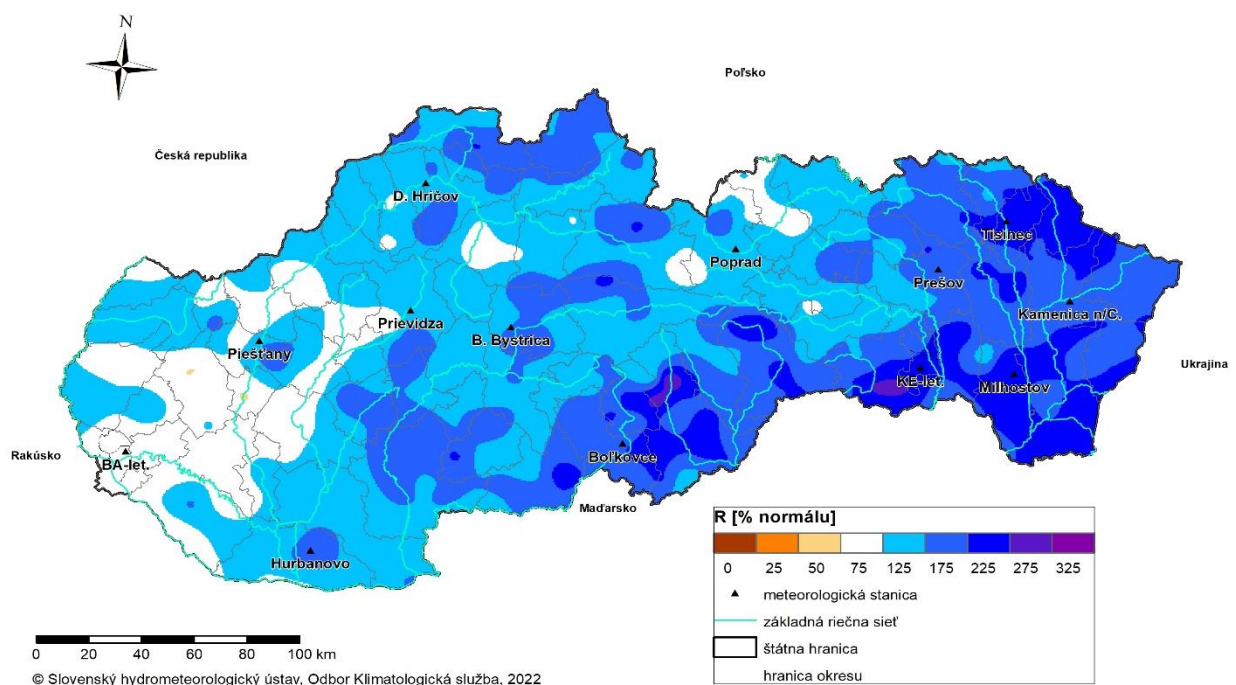 N
Poľsko
Česká republika
D. Hričov
Tisinec
Poprad
Prešov
Kamenica n/C.
Prievidza
B. Bystrica
Piešťany
Ukrajina
KE-let.
Milhostov
Rakúsko
BA-let.
Boľkovce
Maďarsko
Hurbanovo
R [% normálu]
0 25 50 75 125 175 225 275 325
meteorologická stanica
základná riečna sieť
štátna hranica
hranica okresu
0 20 40 60 80 100 km
© Slovenský hydrometeorologický ústav, Odbor Klimatologická služba, 2022